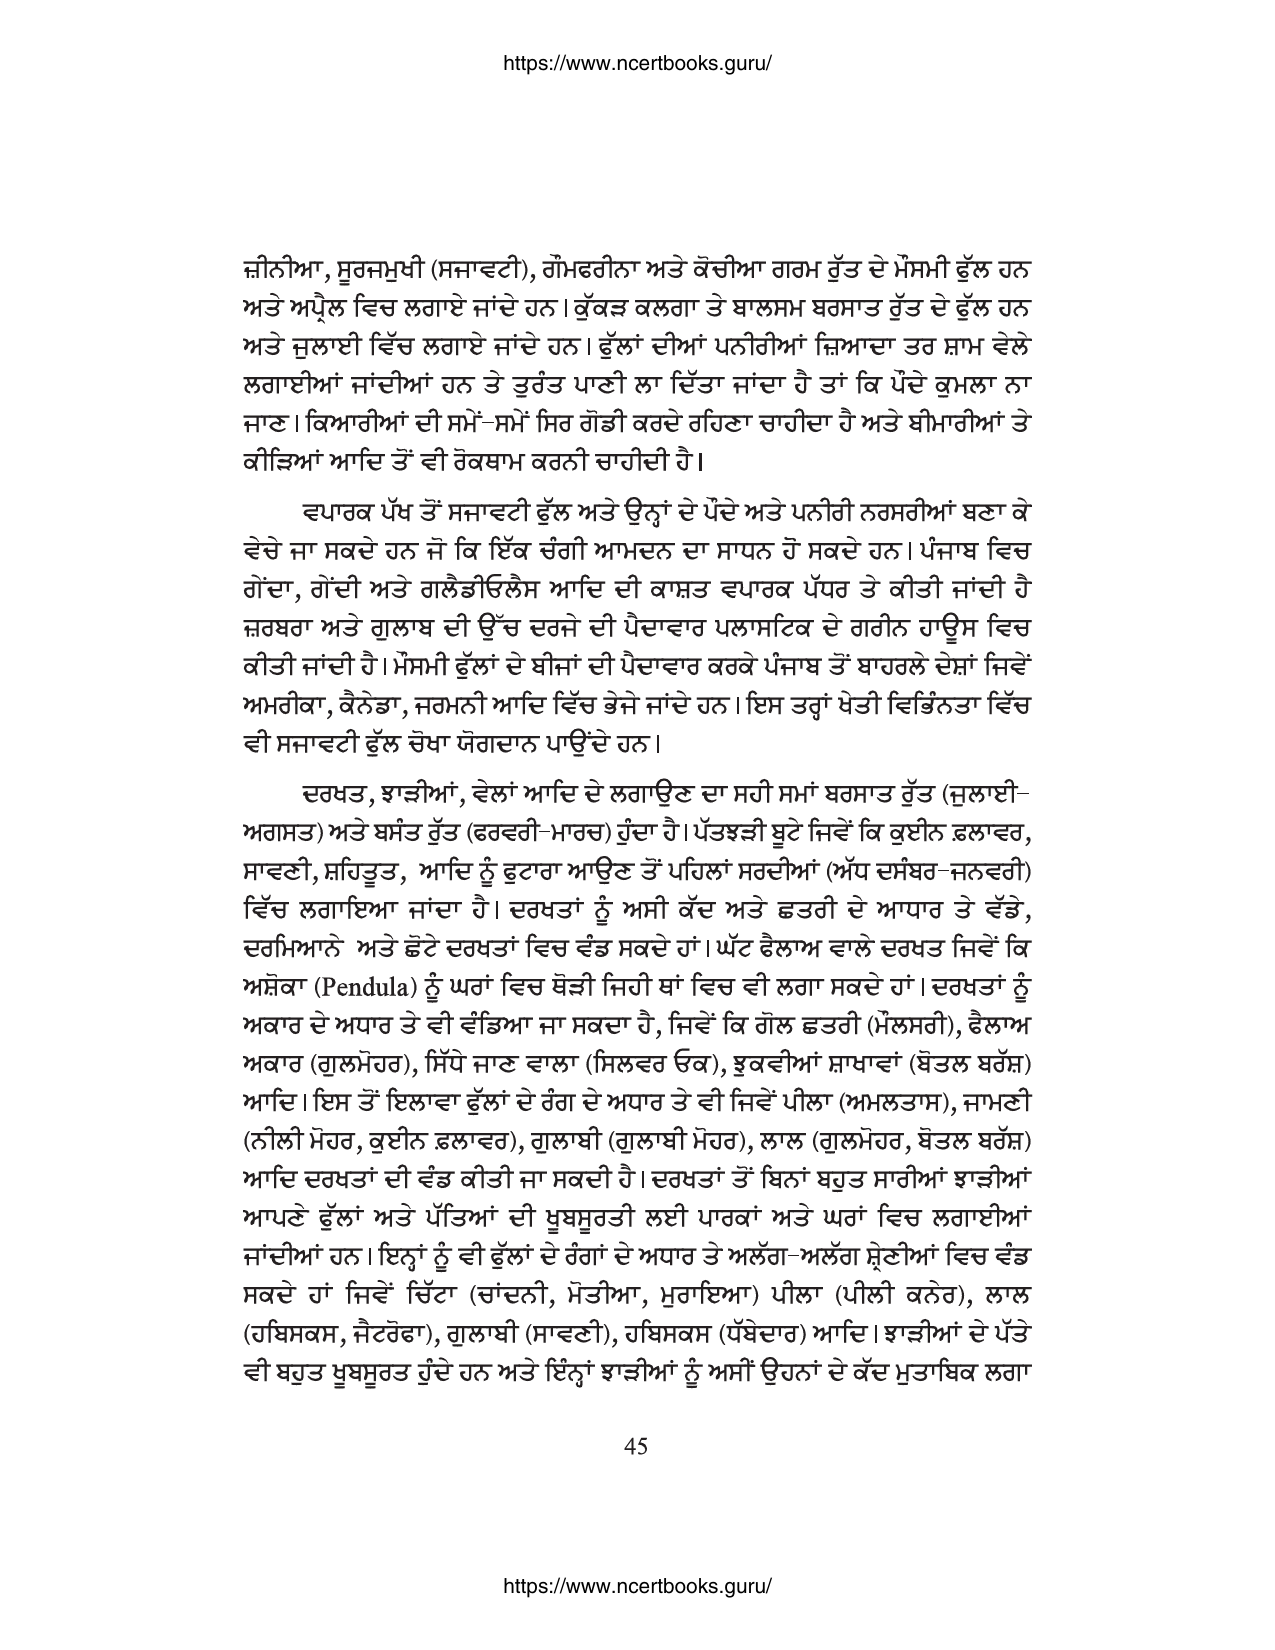 https://www.ncertbooks.guru/
ਜ਼ੀਨੀਆ, ਸੂਰਜਮੁਖੀ (ਸਜਾਵਟੀ), ਗੌਮਫਰੀਨਾ ਅਤੇ ਕੋਚੀਆ ਗਰਮ ਰੁੱਤ ਦੇ ਮੌਸਮੀ ਫੁੱਲ ਹਨ
ਅਤੇ ਅਪ੍ਰੈਲ ਵਿਚ ਲਗਾਏ ਜਾਂਦੇ ਹਨ। ਕੁੱਕੜ ਕਲਗਾ ਤੇ ਬਾਲਸਮ ਬਰਸਾਤ ਰੁੱਤ ਦੇ ਫੁੱਲ ਹਨ
ਅਤੇ ਜੁਲਾਈ ਵਿੱਚ ਲਗਾਏ ਜਾਂਦੇ ਹਨ। ਫੁੱਲਾਂ ਦੀਆਂ ਪਨੀਰੀਆਂ ਜ਼ਿਆਦਾ ਤਰ ਸ਼ਾਮ ਵੇਲੇ
ਲਗਾਈਆਂ ਜਾਂਦੀਆਂ ਹਨ ਤੇ ਤੁਰੰਤ ਪਾਣੀ ਲਾ ਦਿੱਤਾ ਜਾਂਦਾ ਹੈ ਤਾਂ ਕਿ ਪੌਦੇ ਕੁਮਲਾ ਨਾ
ਜਾਣ। ਕਿਆਰੀਆਂ ਦੀ ਸਮੇਂ-ਸਮੇਂ ਸਿਰ ਗੋਡੀ ਕਰਦੇ ਰਹਿਣਾ ਚਾਹੀਦਾ ਹੈ ਅਤੇ ਬੀਮਾਰੀਆਂ ਤੇ
ਕੀੜਿਆਂ ਆਦਿ ਤੋਂ ਵੀ ਰੋਕਥਾਮ ਕਰਨੀ ਚਾਹੀਦੀ ਹੈ।
ਵਪਾਰਕ ਪੱਖ ਤੋਂ ਸਜਾਵਟੀ ਫੁੱਲ ਅਤੇ ਉਨ੍ਹਾਂ ਦੇ ਪੌਦੇ ਅਤੇ ਪਨੀਰੀ ਨਰਸਰੀਆਂ ਬਣਾ ਕੇ
ਵੇਚੇ ਜਾ ਸਕਦੇ ਹਨ ਜੋ ਕਿ ਇੱਕ ਚੰਗੀ ਆਮਦਨ ਦਾ ਸਾਧਨ ਹੋ ਸਕਦੇ ਹਨ। ਪੰਜਾਬ ਵਿਚ
ਗੇਂਦਾ, ਗੇਂਦੀ ਅਤੇ ਗਲੈਡੀਓਲੈਸ ਆਦਿ ਦੀ ਕਾਸ਼ਤ ਵਪਾਰਕ ਪੱਧਰ ਤੇ ਕੀਤੀ ਜਾਂਦੀ ਹੈ
ਜ਼ਰਬਰਾ ਅਤੇ ਗੁਲਾਬ ਦੀ ਉੱਚ ਦਰਜੇ ਦੀ ਪੈਦਾਵਾਰ ਪਲਾਸਟਿਕ ਦੇ ਗਰੀਨ ਹਾਊਸ ਵਿਚ
ਕੀਤੀ ਜਾਂਦੀ ਹੈ। ਮੌਸਮੀ ਫੁੱਲਾਂ ਦੇ ਬੀਜਾਂ ਦੀ ਪੈਦਾਵਾਰ ਕਰਕੇ ਪੰਜਾਬ ਤੋਂ ਬਾਹਰਲੇ ਦੇਸ਼ਾਂ ਜਿਵੇਂ
ਅਮਰੀਕਾ, ਕੈਨੇਡਾ, ਜਰਮਨੀ ਆਦਿ ਵਿੱਚ ਭੇਜੇ ਜਾਂਦੇ ਹਨ। ਇਸ ਤਰ੍ਹਾਂ ਖੇਤੀ ਵਿਭਿੰਨਤਾ ਵਿੱਚ
ਵੀ ਸਜਾਵਟੀ ਫੁੱਲ ਚੋਖਾ ਯੋਗਦਾਨ ਪਾਉਂਦੇ ਹਨ।
ਦਰਖਤ, ਝਾੜੀਆਂ, ਵੇਲਾਂ ਆਦਿ ਦੇ ਲਗਾਉਣ ਦਾ ਸਹੀ ਸਮਾਂ ਬਰਸਾਤ ਰੁੱਤ (ਜੁਲਾਈ-
ਅਗਸਤ) ਅਤੇ ਬਸੰਤ ਰੁੱਤ (ਫਰਵਰੀ-ਮਾਰਚ) ਹੁੰਦਾ ਹੈ। ਪੱਤਝੜੀ ਬੂਟੇ ਜਿਵੇਂ ਕਿ ਕੁਈਨ ਫ਼ਲਾਵਰ,
ਸਾਵਣੀ, ਸ਼ਹਿਤੂਤ, ਆਦਿ ਨੂੰ ਫੁਟਾਰਾ ਆਉਣ ਤੋਂ ਪਹਿਲਾਂ ਸਰਦੀਆਂ (ਅੱਧ ਦਸੰਬਰ-ਜਨਵਰੀ)
ਵਿੱਚ ਲਗਾਇਆ ਜਾਂਦਾ ਹੈ। ਦਰਖਤਾਂ ਨੂੰ ਅਸੀ ਕੱਦ ਅਤੇ ਛਤਰੀ ਦੇ ਆਧਾਰ ਤੇ ਵੱਡੇ,
ਦਰਮਿਆਨੇ ਅਤੇ ਛੋਟੇ ਦਰਖਤਾਂ ਵਿਚ ਵੰਡ ਸਕਦੇ ਹਾਂ। ਘੱਟ ਫੈਲਾਅ ਵਾਲੇ ਦਰਖਤ ਜਿਵੇਂ ਕਿ
ਅਸ਼ੋਕਾ (Pendula) ਨੂੰ ਘਰਾਂ ਵਿਚ ਥੋੜੀ ਜਿਹੀ ਥਾਂ ਵਿਚ ਵੀ ਲਗਾ ਸਕਦੇ ਹਾਂ। ਦਰਖਤਾਂ ਨੂੰ
ਅਕਾਰ ਦੇ ਅਧਾਰ ਤੇ ਵੀ ਵੰਡਿਆ ਜਾ ਸਕਦਾ ਹੈ, ਜਿਵੇਂ ਕਿ ਗੋਲ ਛਤਰੀ (ਮੌਲਸਰੀ), ਫੈਲਾਅ
ਅਕਾਰ (ਗੁਲਮੋਹਰ), ਸਿੱਧੇ ਜਾਣ ਵਾਲਾ (ਸਿਲਵਰ ਓਕ), ਝੁਕਵੀਆਂ ਸ਼ਾਖਾਵਾਂ (ਬੋਤਲ ਬਰੱਸ਼)
ਆਦਿ। ਇਸ ਤੋਂ ਇਲਾਵਾ ਫੁੱਲਾਂ ਦੇ ਰੰਗ ਦੇ ਅਧਾਰ ਤੇ ਵੀ ਜਿਵੇਂ ਪੀਲਾ (ਅਮਲਤਾਸ), ਜਾਮਣੀ
(ਨੀਲੀ ਮੋਹਰ, ਕੁਈਨ ਫ਼ਲਾਵਰ), ਗੁਲਾਬੀ (ਗੁਲਾਬੀ ਮੋਹਰ), ਲਾਲ (ਗੁਲਮੋਹਰ, ਬੋਤਲ ਬਰੱਸ਼)
ਆਦਿ ਦਰਖਤਾਂ ਦੀ ਵੰਡ ਕੀਤੀ ਜਾ ਸਕਦੀ ਹੈ। ਦਰਖਤਾਂ ਤੋਂ ਬਿਨਾਂ ਬਹੁਤ ਸਾਰੀਆਂ ਝਾੜੀਆਂ
ਆਪਣੇ ਫੁੱਲਾਂ ਅਤੇ ਪੱਤਿਆਂ ਦੀ ਖੂਬਸੂਰਤੀ ਲਈ ਪਾਰਕਾਂ ਅਤੇ ਘਰਾਂ ਵਿਚ ਲਗਾਈਆਂ
ਜਾਂਦੀਆਂ ਹਨ। ਇਨ੍ਹਾਂ ਨੂੰ ਵੀ ਫੁੱਲਾਂ ਦੇ ਰੰਗਾਂ ਦੇ ਅਧਾਰ ਤੇ ਅਲੱਗ-ਅਲੱਗ ਸ਼੍ਰੇਣੀਆਂ ਵਿਚ ਵੰਡ
ਸਕਦੇ ਹਾਂ ਜਿਵੇਂ ਚਿੱਟਾ (ਚਾਂਦਨੀ, ਮੋਤੀਆ, ਮੁਰਾਇਆ) ਪੀਲਾ (ਪੀਲੀ ਕਨੇਰ), ਲਾਲ
(ਹਬਿਸਕਸ, ਜੈਟਰੋਫਾ), ਗੁਲਾਬੀ (ਸਾਵਣੀ), ਹਬਿਸਕਸ (ਧੱਬੇਦਾਰ) ਆਦਿ। ਝਾੜੀਆਂ ਦੇ ਪੱਤੇ
ਵੀ ਬਹੁਤ ਖੂਬਸੂਰਤ ਹੁੰਦੇ ਹਨ ਅਤੇ ਇੰਨ੍ਹਾਂ ਝਾੜੀਆਂ ਨੂੰ ਅਸੀਂ ਉਹਨਾਂ ਦੇ ਕੱਦ ਮੁਤਾਬਿਕ ਲਗਾ
45
https://www.ncertbooks.guru/